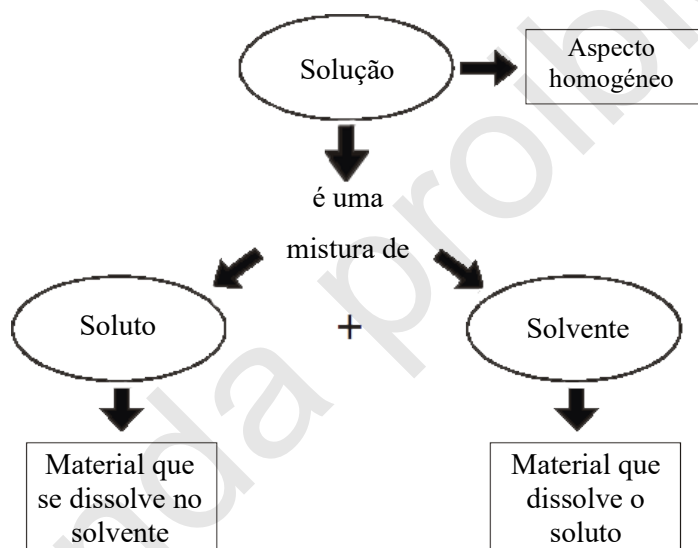 Solução
Aspecto
homogéneo
é uma
mistura de
Soluto
+
Solvente
Material que
se dissolve no
solvente
Material que
dissolve o
soluto